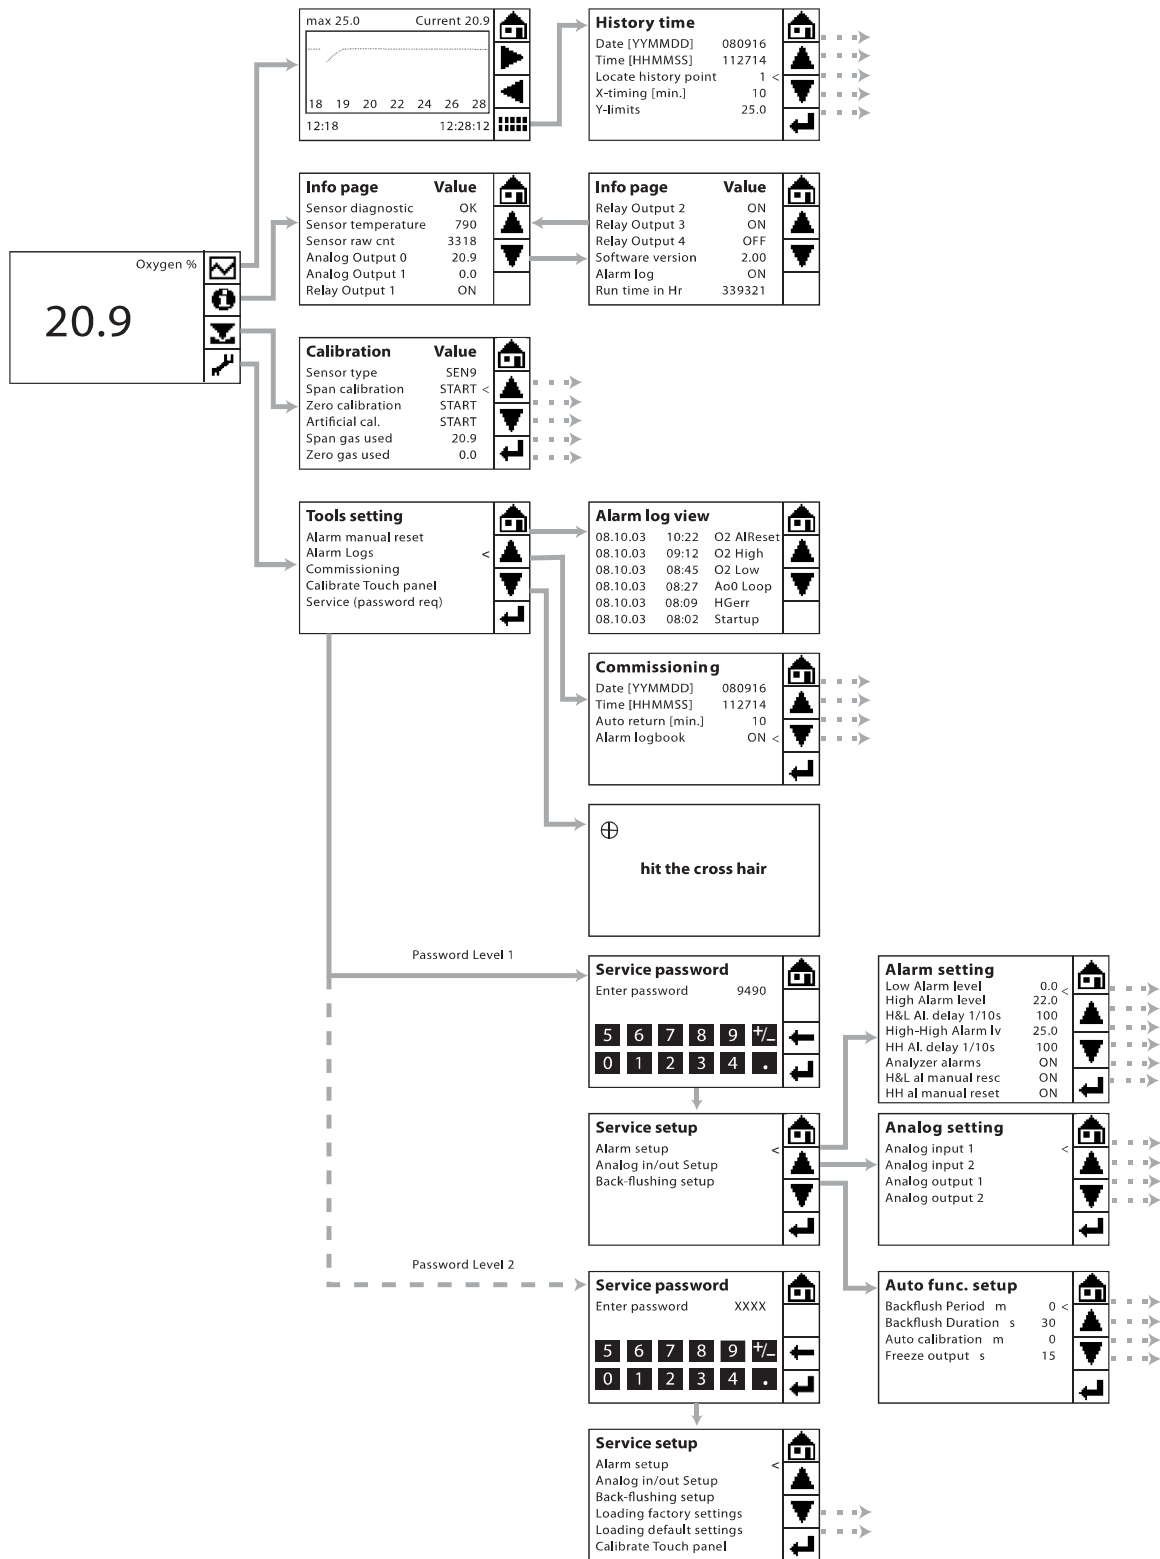 max 25.0 Current 20.9
18 19 20 22 24 26 28
12:18 12:28:12
History time
Date [YYMMDD] 080916
Time [HHMMSS] 112714
Locate history point 1 <
X-timing [min.] 10
Y-limits 25.0
Info page Value
Sensor diagnostic OK
Sensor temperature 790
Sensor raw cnt 3318
Analog Output 0 20.9
Analog Output 1 0.0
Relay Output 1 ON
Info page Value
Relay Output 2 ON
Relay Output 3 ON
Relay Output 4 OFF
Software version 2.00
Alarm log ON
Run time in Hr 339321
Oxygen %
20.9
Calibration Value
Sensor type SEN9
Span calibration START <
Zero calibration START
Artificial cal. START
Span gas used 20.9
Zero gas used 0.0
Tools setting
Alarm manual reset
Alarm Logs <
Commissioning
Calibrate Touch panel
Service (password req)
Alarm log view
08.10.03 10:22 O2 AlReset
08.10.03 09:12 O2 High
08.10.03 08:45 O2 Low
08.10.03 08:27 Ao0 Loop
08.10.03 08:09 HGerr
08.10.03 08:02 Startup
Commissioning
Date [YYMMDD] 080916
Time [HHMMSS] 112714
Auto return [min.] 10
Alarm logbook ON <
hit the cross hair
Password Level 1
Service password
Enter password 9490
5 6 7 8 9 +/-
0 1 2 3 4 .
Alarm setting
Low Alarm level 0.0 <
High Alarm level 22.0
H&L Al. delay 1/10s 100
High-High Alarm lv 25.0
HH Al. delay 1/10s 100
Analyzer alarms ON
H&L al manual resc ON
HH al manual reset ON
Service setup
Alarm setup <
Analog in/out Setup
Back-flushing setup
Analog setting
Analog input 1 <
Analog input 2
Analog output 1
Analog output 2
Password Level 2
Service password
Enter password XXXX
5 6 7 8 9 +/-
0 1 2 3 4 .
Auto func. setup
Backflush Period m 0 <
Backflush Duration s 30
Auto calibration m 0
Freeze output s 15
Service setup
Alarm setup <
Analog in/out Setup
Back-flushing setup
Loading factory settings
Loading default settings
Calibrate Touch panel